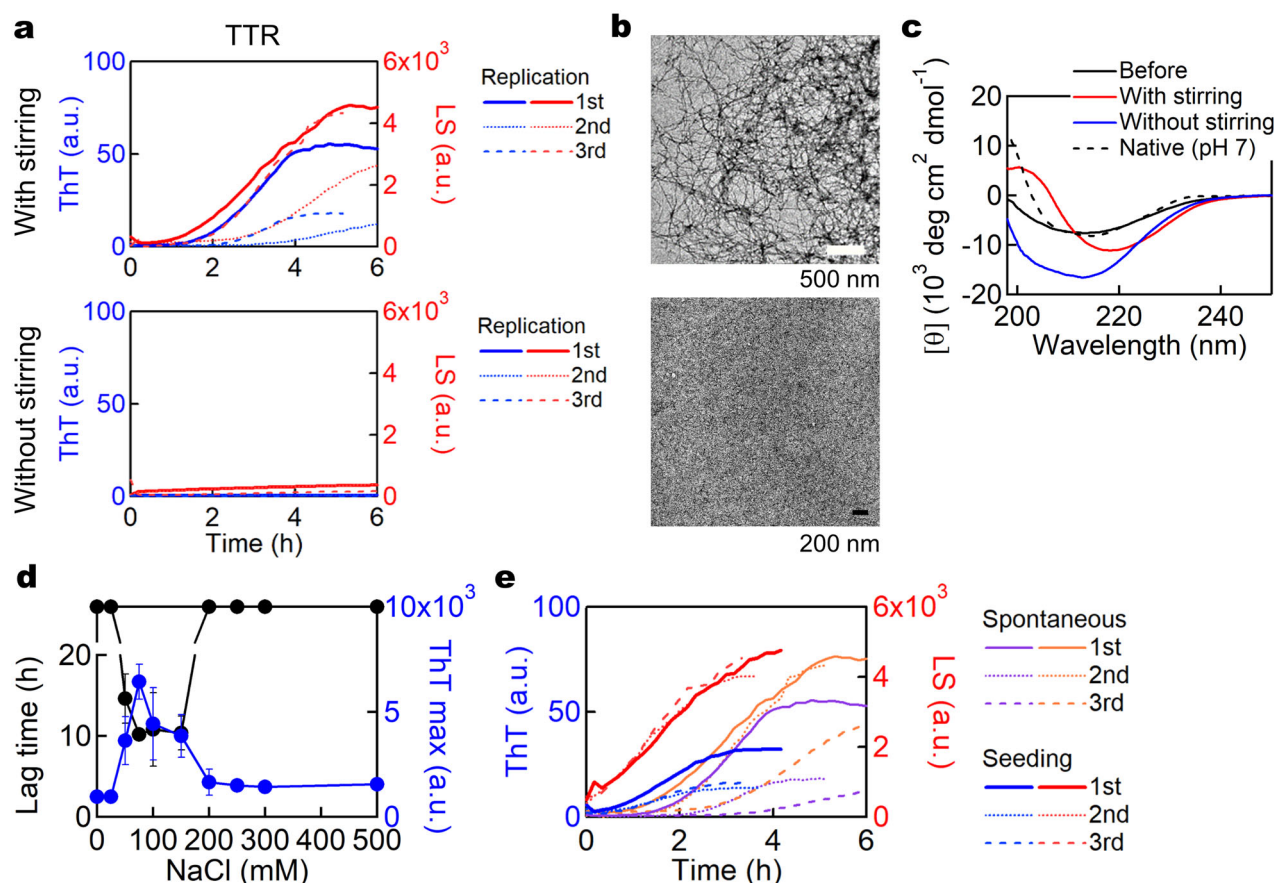 a
TTR
With stirring
ThT (a.u.)
100
50
0
6x10³
4
2
0
LS (a.u.)
0 2 4 6
Replication
1st
2nd
3rd
Without stirring
ThT (a.u.)
100
50
0
6x10³
4
2
0
LS (a.u.)
0 2 4 6
Time (h)
Replication
1st
2nd
3rd
b
500 nm
200 nm
c
Before
With stirring
Without stirring
Native (pH 7)
[θ] (10³ deg cm² dmol⁻¹)
20
10
0
-10
-20
200 220 240
Wavelength (nm)
d
Lag time (h)
20
10
0
10x10³
5
0
ThT max (a.u.)
0 100 200 300 400 500
NaCl (mM)
e
ThT (a.u.)
100
50
0
6x10³
4
2
0
LS (a.u.)
0 2 4 6
Time (h)
Spontaneous
1st
2nd
3rd
Seeding
1st
2nd
3rd